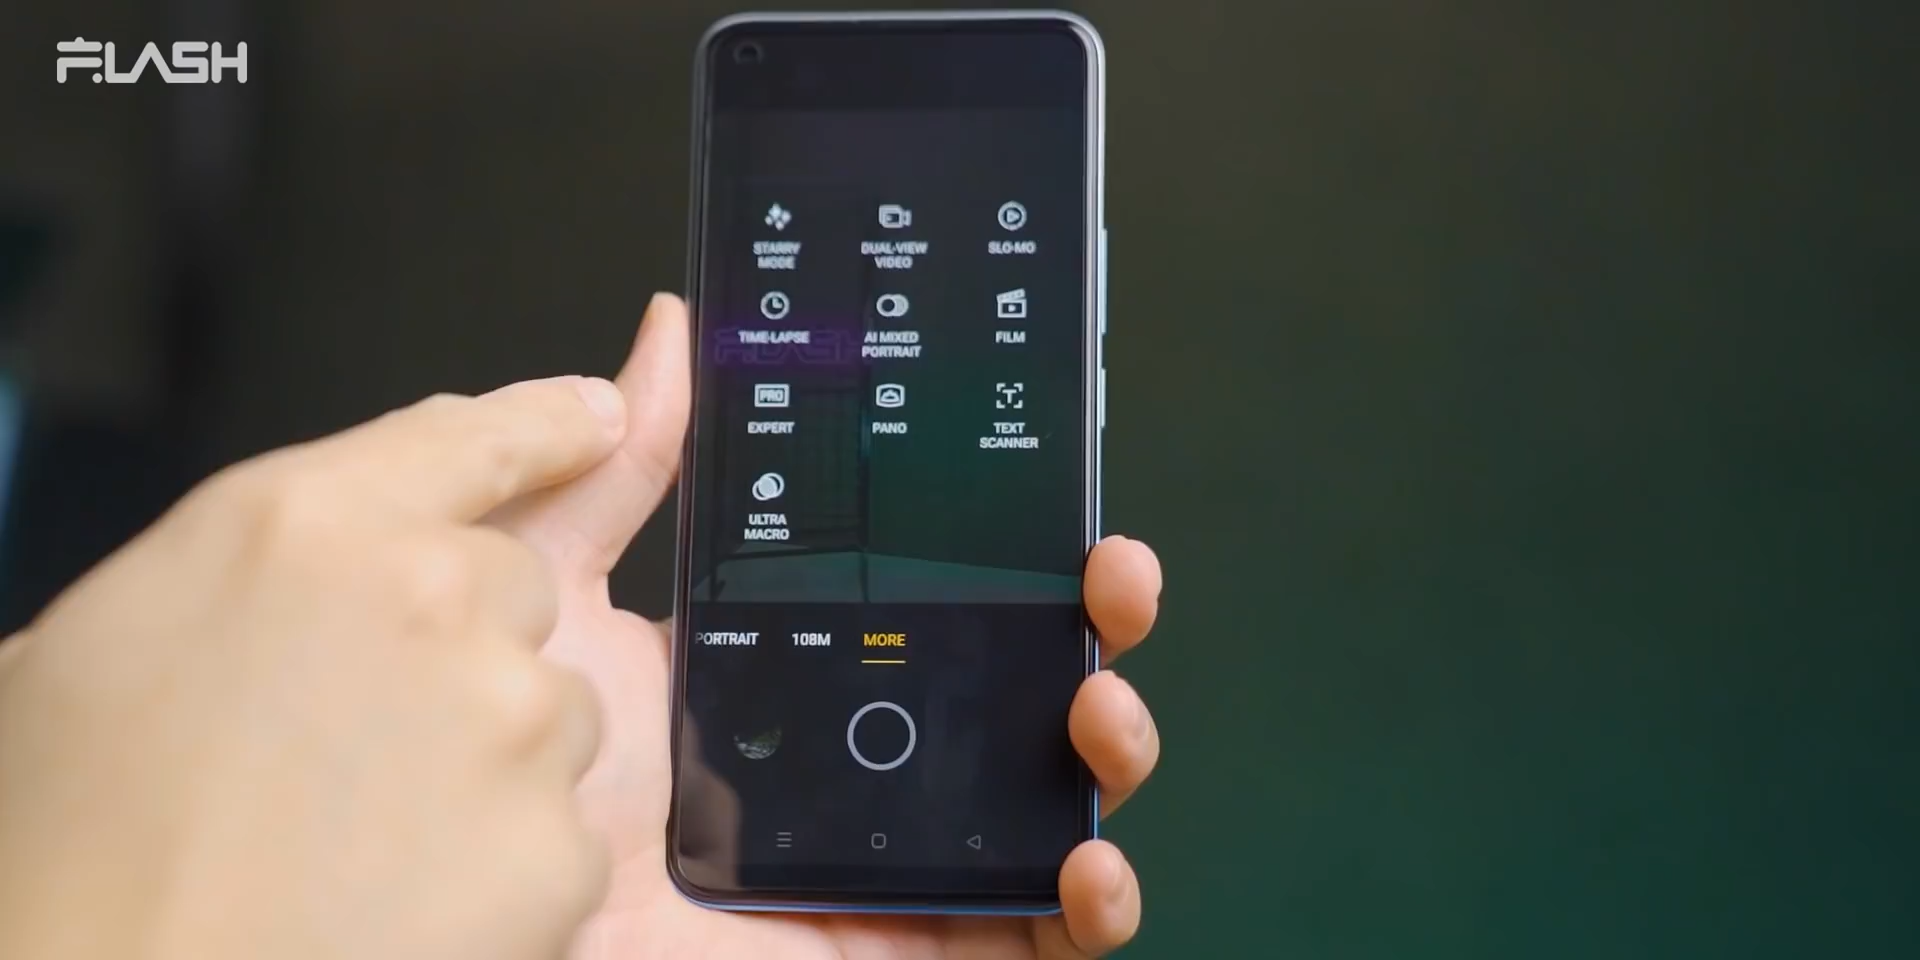 FLASH
STARRY
MODE
DUAL-VIEW
VIDEO
SLO-MO
TIME-LAPSE
AI MIXED
PORTRAIT
FILM
PRO
EXPERT
PANO
T
TEXT
SCANNER
ULTRA
MACRO
PORTRAIT
108M
MORE